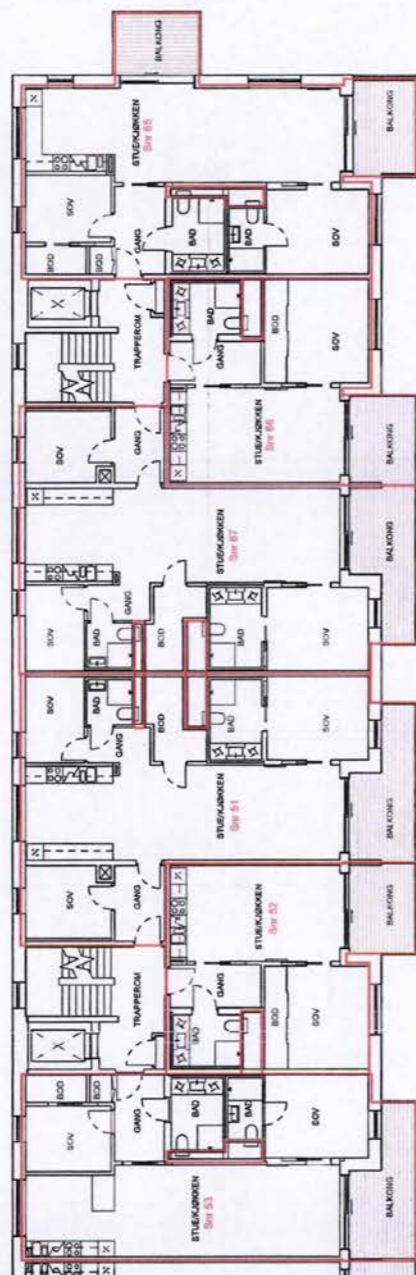 BALKONG
STUE/KJØKKEN
Snr 65
BALKONG
SOV
BOD
BOD
GANG
BAD
BAD
SOV
TRAPPEROM
BAD
GANG
BOD
SOV
STUE/KJØKKEN
Snr 66
BALKONG
SOV
GANG
STUE/KJØKKEN
Snr 67
BALKONG
SOV
GANG
BAD
BOD
BAD
SOV
SOV
BAD
GANG
BOD
BAD
SOV
STUE/KJØKKEN
Snr 51
BALKONG
SOV
GANG
STUE/KJØKKEN
Snr 52
BALKONG
TRAPPEROM
GANG
BAD
BOD
SOV
BOD
BOD
SOV
GANG
BAD
BAD
SOV
STUE/KJØKKEN
Snr 53
BALKONG